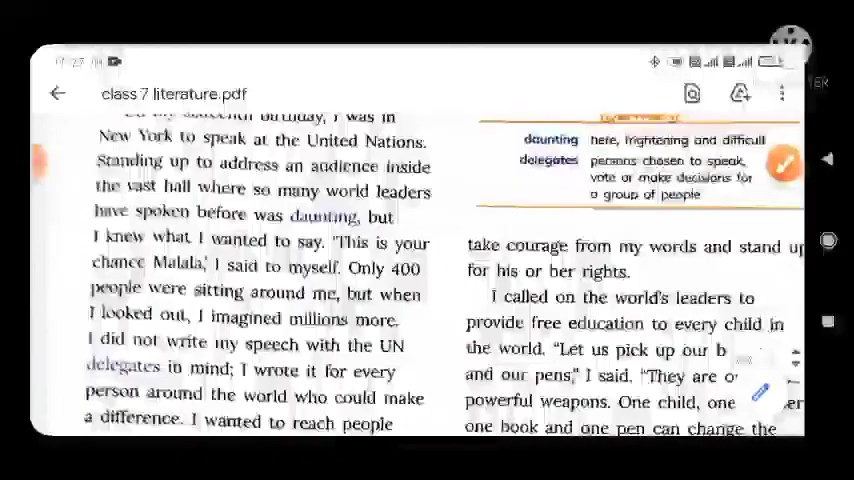 class 7 literature.pdf
New York to speak at the United Nations.
Standing up to address an audience inside
the vast hall where so many world leaders
have spoken before was daunting, but
I knew what I wanted to say. 'This is your
chance Malala,' I said to myself. Only 400
people were sitting around me, but when
I looked out, I imagined millions more.
I did not write my speech with the UN
delegates in mind; I wrote it for every
person around the world who could make
a difference. I wanted to reach people
daunting here, frightening and difficult
delegates persons chosen to speak,
vote or make decisions for
a group of people
take courage from my words and stand up
for his or her rights.
I called on the world's leaders to
provide free education to every child in
the world. "Let us pick up our b
and our pens," I said. "They are o
powerful weapons. One child, one
one book and one pen can change the